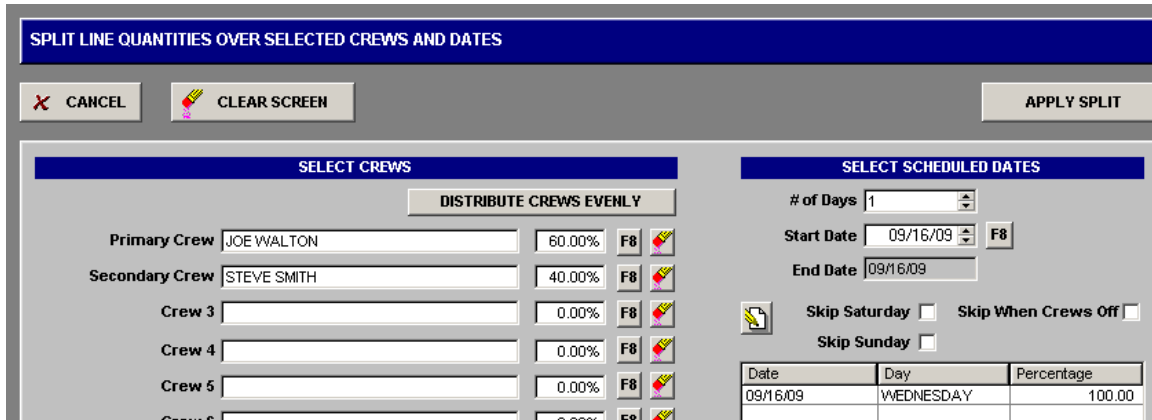 SPLIT LINE QUANTITIES OVER SELECTED CREWS AND DATES
CANCEL
CLEAR SCREEN
APPLY SPLIT
SELECT CREWS
DISTRIBUTE CREWS EVENLY
Primary Crew JOE WALTON 60.00% F8
Secondary Crew STEVE SMITH 40.00% F8
Crew 3 0.00% F8
Crew 4 0.00% F8
Crew 5 0.00% F8
SELECT SCHEDULED DATES
# of Days 1
Start Date 09/16/09 F8
End Date 09/16/09
Skip Saturday Skip When Crews Off
Skip Sunday
Date Day Percentage
09/16/09 WEDNESDAY 100.00